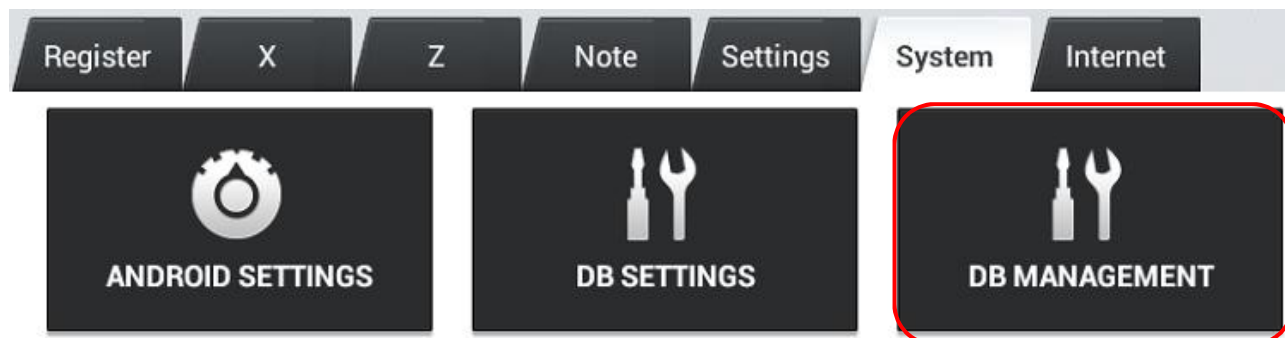 Register X Z Note Settings System Internet
ANDROID SETTINGS DB SETTINGS DB MANAGEMENT